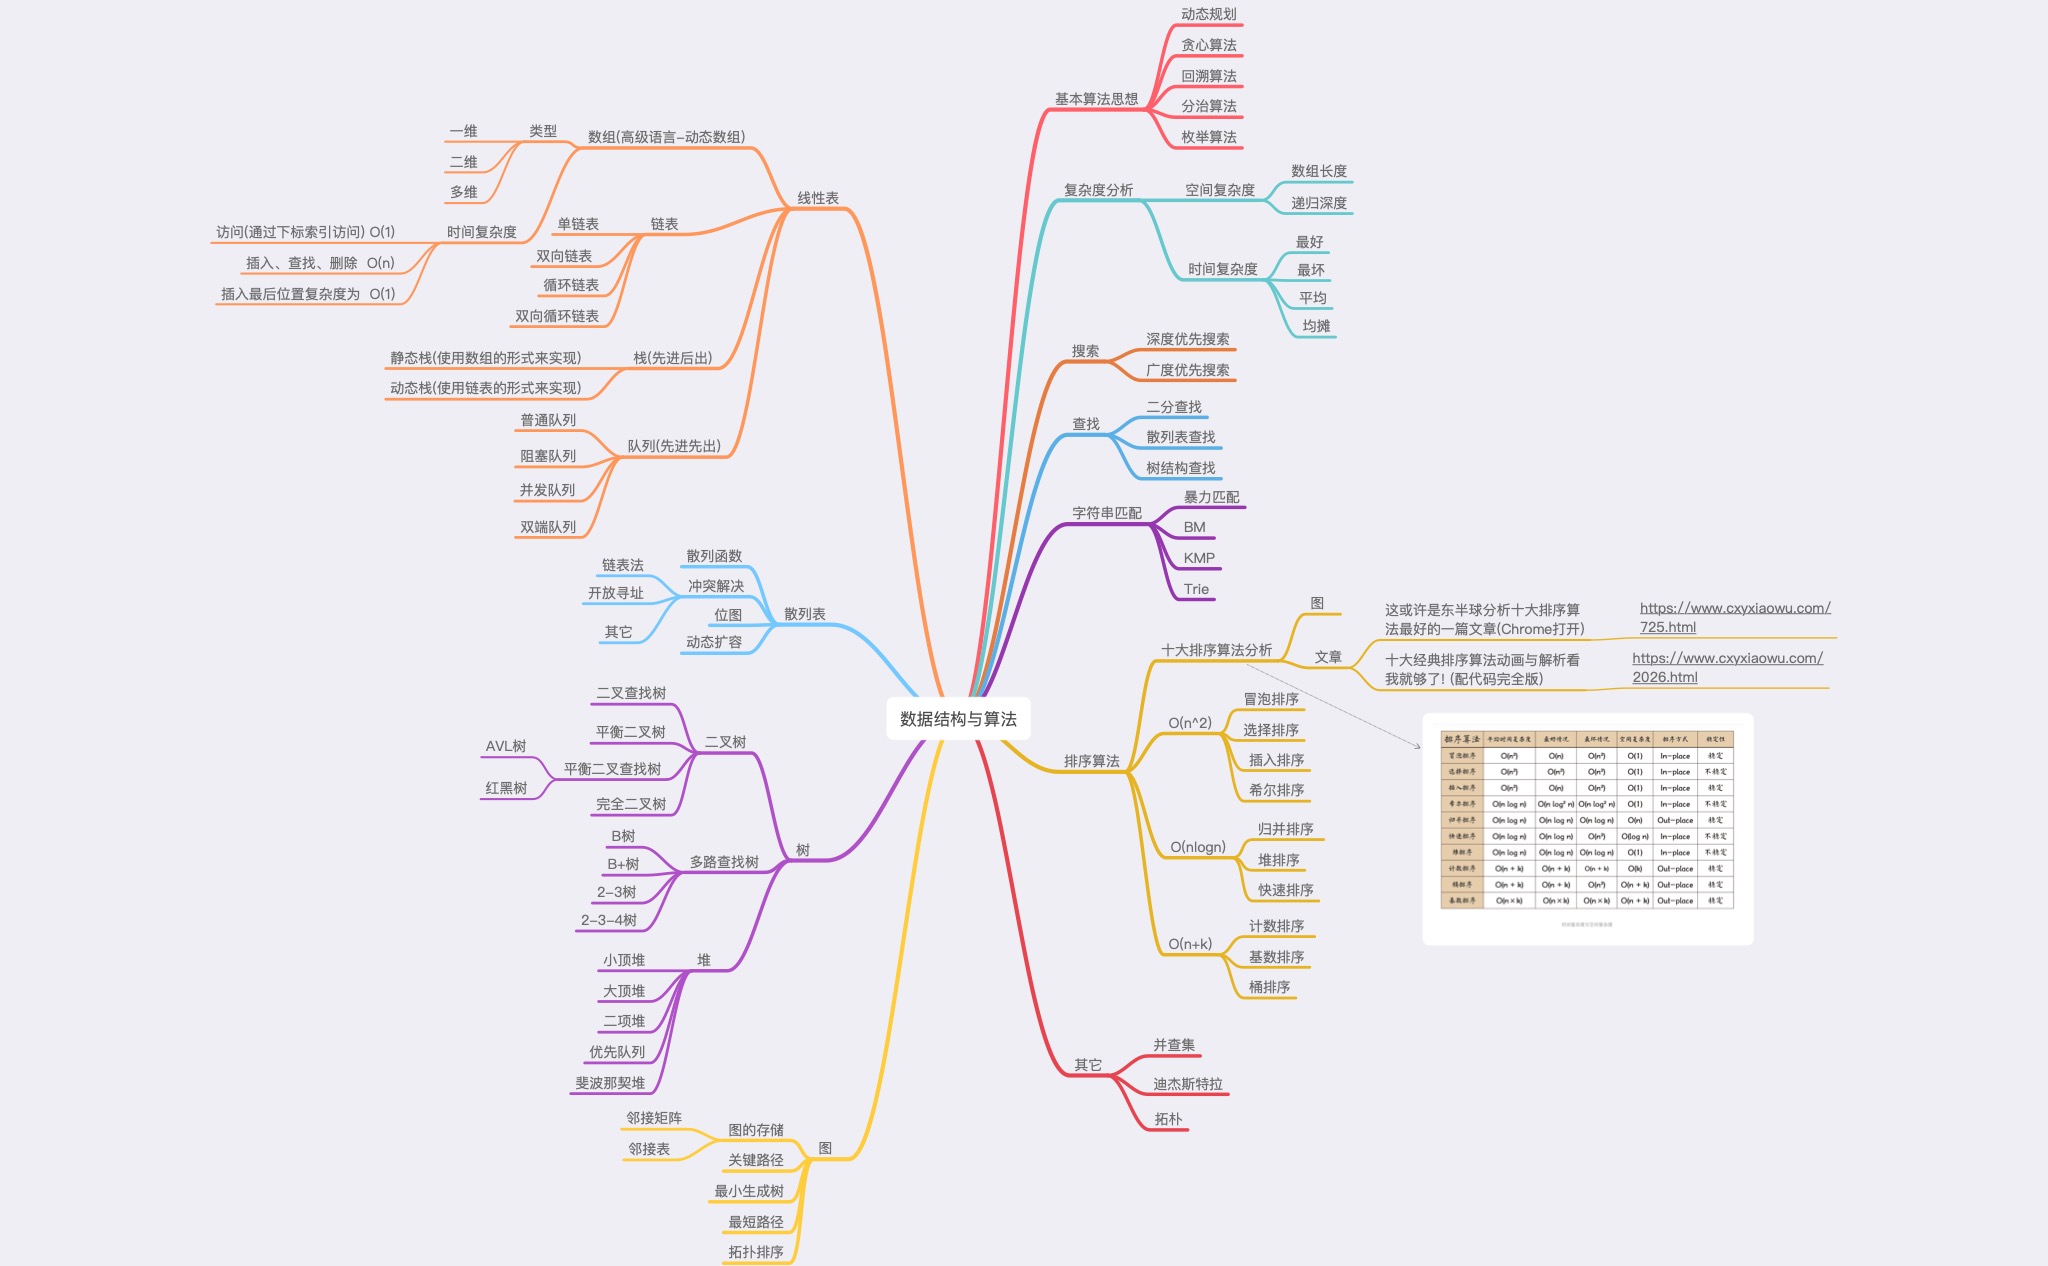 数据结构与算法
基本算法思想
动态规划
贪心算法
回溯算法
分治算法
枚举算法
复杂度分析
空间复杂度
数组长度
递归深度
时间复杂度
最好
最坏
平均
均摊
搜索
深度优先搜索
广度优先搜索
查找
二分查找
散列表查找
树结构查找
字符串匹配
暴力匹配
BM
KMP
Trie
排序算法
十大排序算法分析
图
文章
这或许是东半球分析十大排序算
法最好的一篇文章(Chrome打开)
https://www.cxyxiaowu.com/
725.html
十大经典排序算法动画与解析看
我就够了! (配代码完全版)
https://www.cxyxiaowu.com/
2026.html
O(n^2)
冒泡排序
选择排序
插入排序
希尔排序
O(nlogn)
归并排序
堆排序
快速排序
O(n+k)
计数排序
基数排序
桶排序
排序算法 平均时间复杂度 最好情况 最坏情况 空间复杂度 排序方式 稳定性
冒泡排序 O(n²) O(n) O(n²) O(1) In-place 稳定
选择排序 O(n²) O(n²) O(n²) O(1) In-place 不稳定
插入排序 O(n²) O(n) O(n²) O(1) In-place 稳定
希尔排序 O(n log n) O(n log² n) O(n log² n) O(1) In-place 不稳定
归并排序 O(n log n) O(n log n) O(n log n) O(n) Out-place 稳定
快速排序 O(n log n) O(n log n) O(n²) O(log n) In-place 不稳定
堆排序 O(n log n) O(n log n) O(n log n) O(1) In-place 不稳定
计数排序 O(n + k) O(n + k) O(n + k) O(k) Out-place 稳定
桶排序 O(n + k) O(n + k) O(n²) O(n + k) Out-place 稳定
基数排序 O(n×k) O(n×k) O(n×k) O(n + k) Out-place 稳定
其它
并查集
迪杰斯特拉
拓朴
线性表
数组(高级语言-动态数组)
类型
一维
二维
多维
时间复杂度
访问(通过下标索引访问) O(1)
插入、查找、删除 O(n)
插入最后位置复杂度为 O(1)
链表
单链表
双向链表
循环链表
双向循环链表
栈(先进后出)
静态栈(使用数组的形式来实现)
动态栈(使用链表的形式来实现)
队列(先进先出)
普通队列
阻塞队列
并发队列
双端队列
散列表
散列函数
冲突解决
链表法
开放寻址
其它
位图
动态扩容
树
二叉树
二叉查找树
平衡二叉树
平衡二叉查找树
AVL树
红黑树
完全二叉树
多路查找树
B树
B+树
2-3树
2-3-4树
堆
小顶堆
大顶堆
二项堆
优先队列
斐波那契堆
图
图的存储
邻接矩阵
邻接表
关键路径
最小生成树
最短路径
拓扑排序